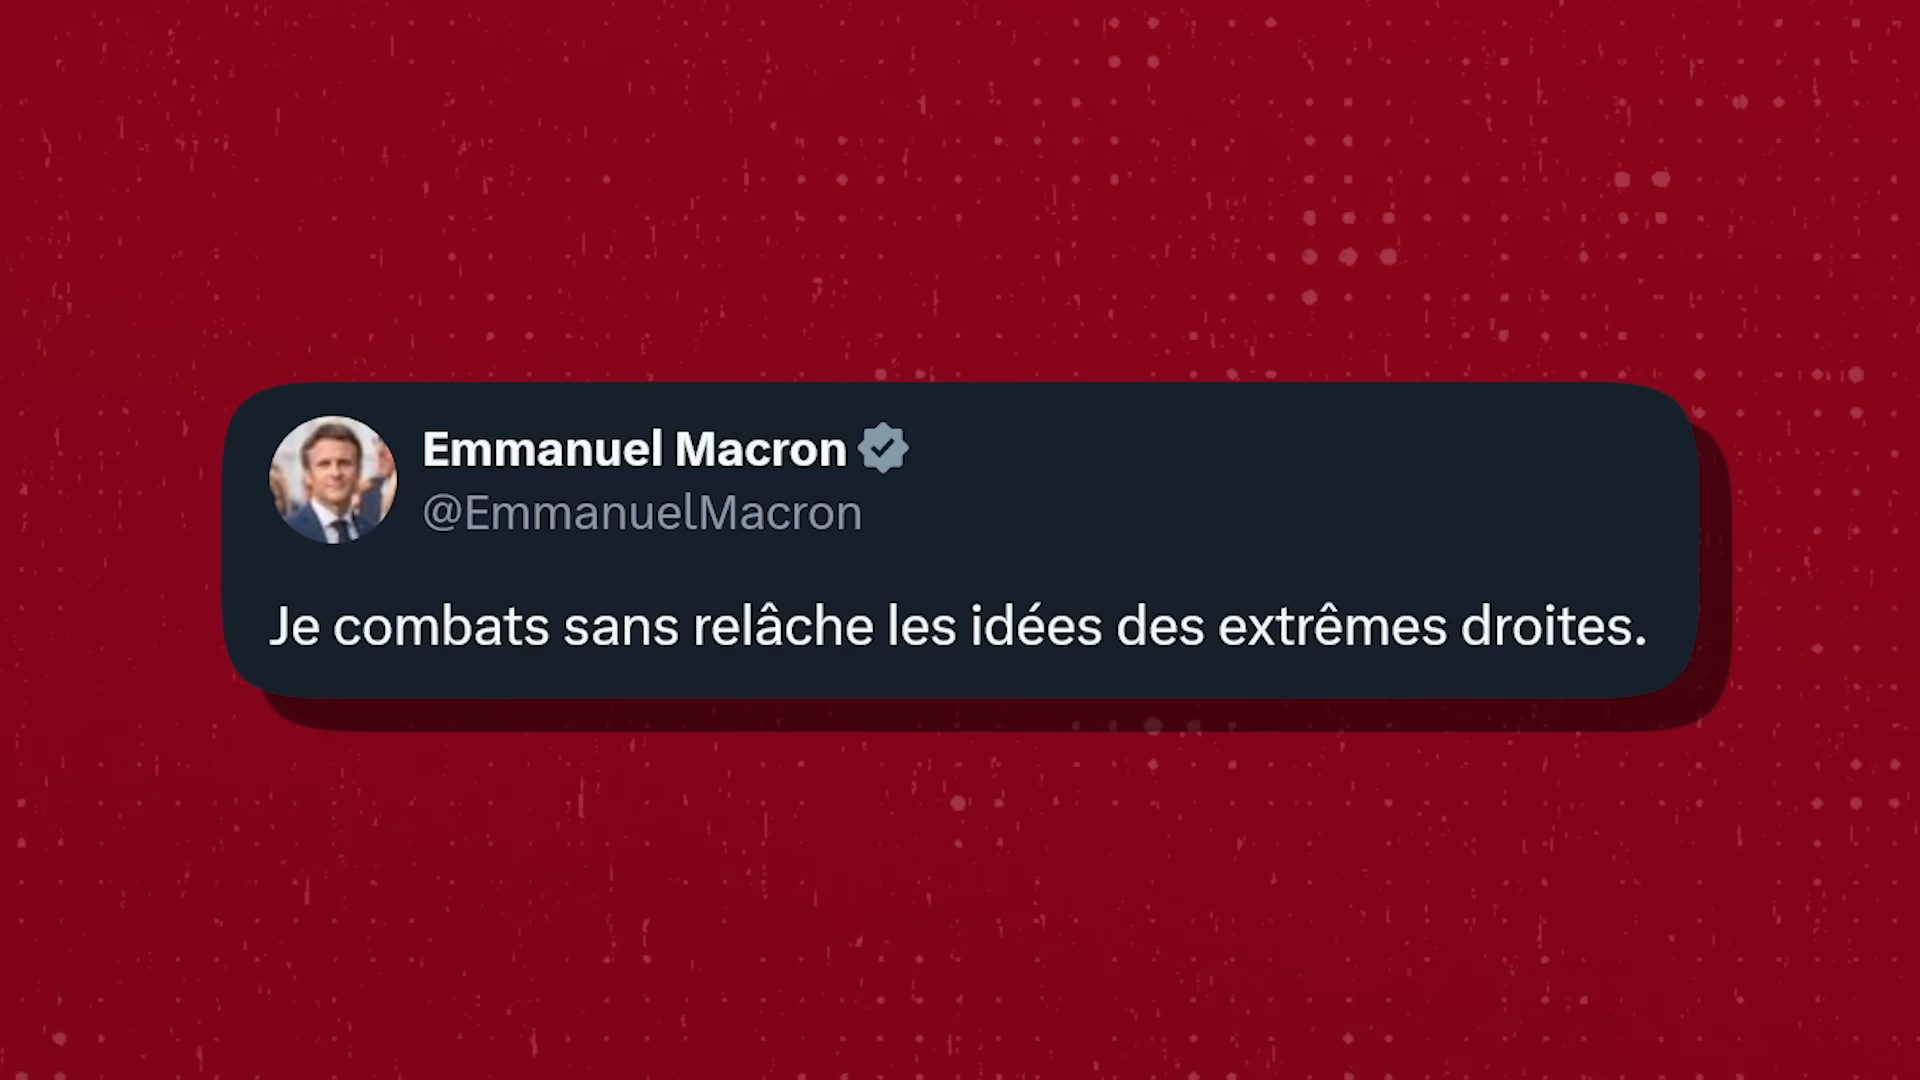 Emmanuel Macron
@EmmanuelMacron
Je combats sans relâche les idées des extrêmes droites.